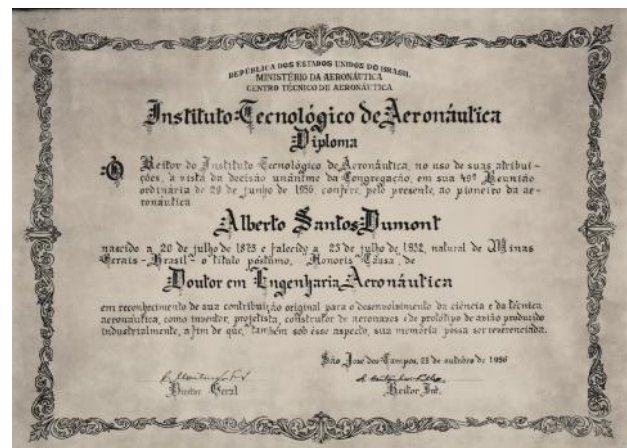 REPÚBLICA DOS ESTADOS UNIDOS DO BRASIL
MINISTÉRIO DA AERONÁUTICA
CENTRO TÉCNICO DE AERONÁUTICA
Instituto Tecnológico de Aeronáutica
Diploma
O Reitor do Instituto Tecnológico de Aeronáutica, no uso de suas atribui-
ções, à vista da decisão unânime da Congregação, em sua 49ª Reunião
ordinária de 29 de junho de 1956, confere, pelo presente, ao pioneiro da ae-
ronáutica
Alberto Santos Dumont
nascido a 20 de julho de 1873 e falecido a 23 de julho de 1932, natural de Minas
Gerais - Brasil - o título póstumo, Honoris Causa, de
Doutor em Engenharia Aeronáutica
em reconhecimento de sua contribuição original para o desenvolvimento da ciência e da técnica
aeronáutica, como inventor, projetista, construtor de aeronaves e de protótipo de avião produzido
industrialmente, a fim de que, também sob êsse aspecto, sua memória possa ser reverenciada.
São José dos Campos, 23 de outubro de 1956
Diretor Geral
Reitor Int.